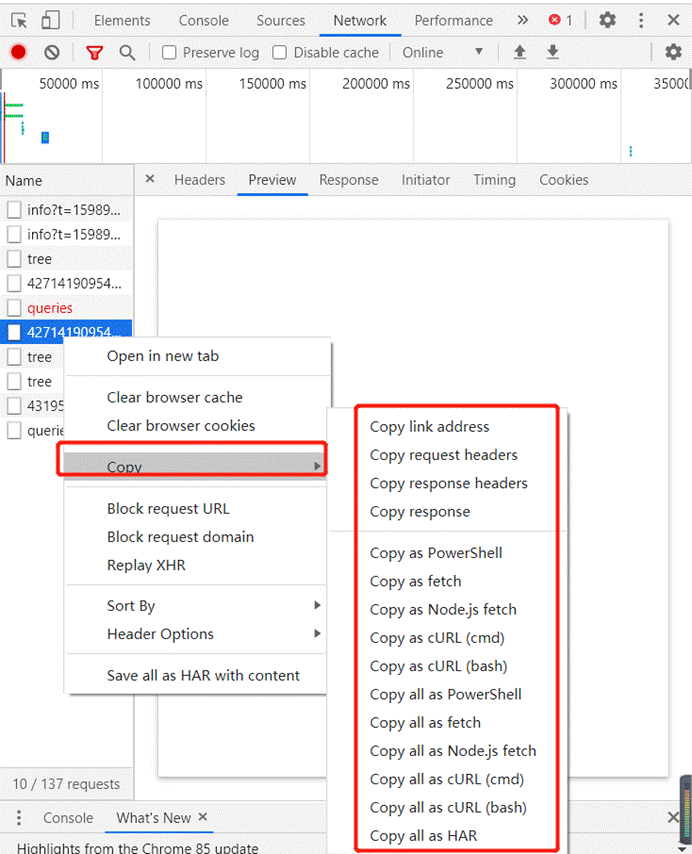 Elements Console Sources Network Performance » 1
Preserve log Disable cache Online
50000 ms 100000 ms 150000 ms 200000 ms 250000 ms 300000 ms 35000
Name Headers Preview Response Initiator Timing Cookies
info?t=15989...
info?t=15989...
tree
42714190954...
queries
42714190954...
tree
tree
43195
querie
Open in new tab
Clear browser cache
Clear browser cookies
Copy
Block request URL
Block request domain
Replay XHR
Sort By
Header Options
Save all as HAR with content
Copy link address
Copy request headers
Copy response headers
Copy response
Copy as PowerShell
Copy as fetch
Copy as Node.js fetch
Copy as cURL (cmd)
Copy as cURL (bash)
Copy all as PowerShell
Copy all as fetch
Copy all as Node.js fetch
Copy all as cURL (cmd)
Copy all as cURL (bash)
Copy all as HAR
10 / 137 requests
Console What's New
Highlights from the Chrome 85 update